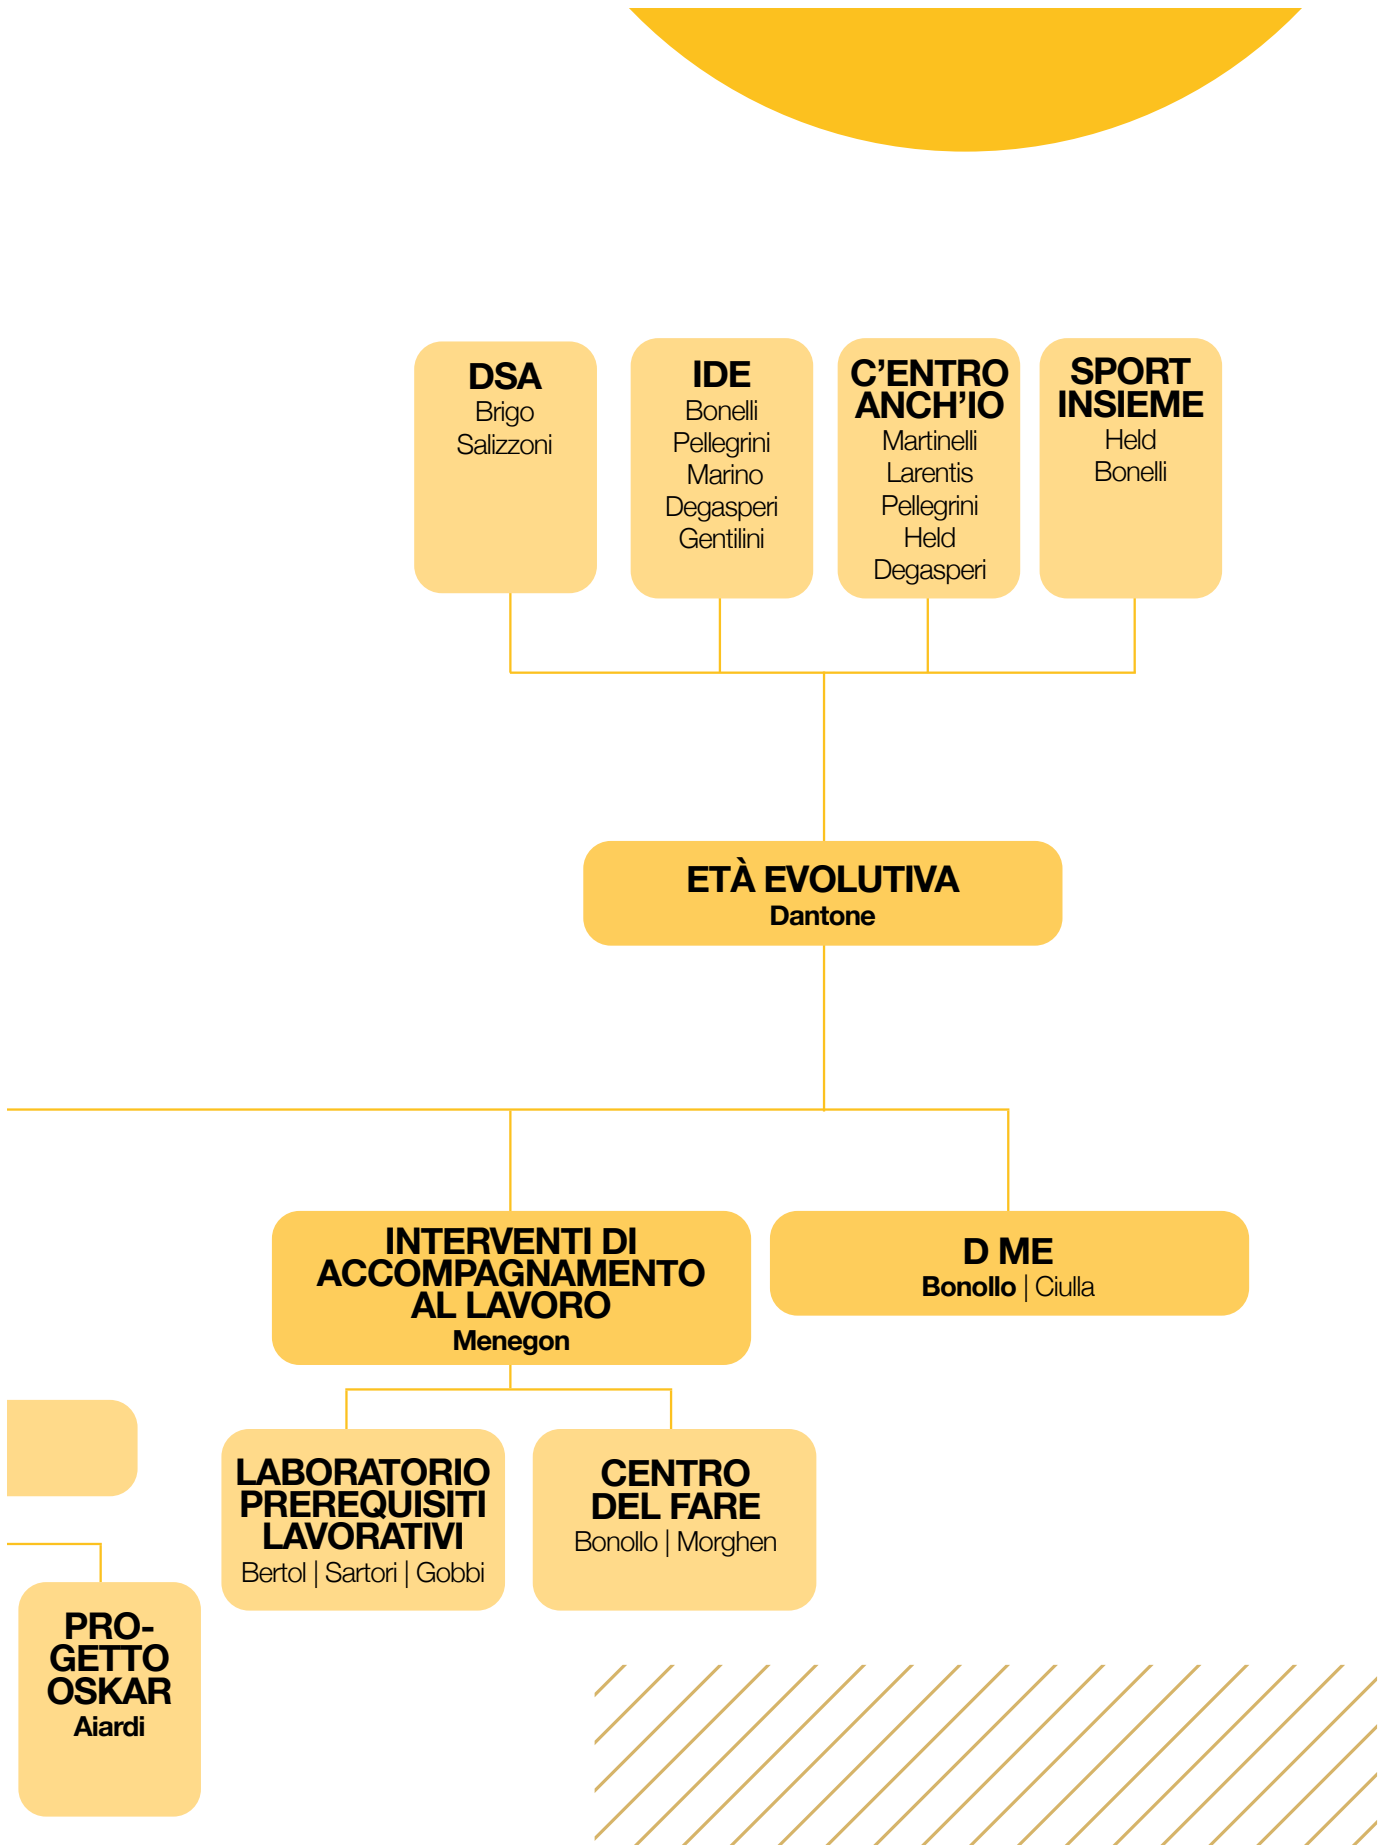 DSA
Brigo
Salizzoni
IDE
Bonelli
Pellegrini
Marino
Degasperi
Gentilini
C’ENTRO
ANCH’IO
Martinelli
Larentis
Pellegrini
Held
Degasperi
SPORT
INSIEME
Held
Bonelli
ETÀ EVOLUTIVA
Dantone
INTERVENTI DI
ACCOMPAGNAMENTO
AL LAVORO
Menegon
D ME
Bonollo | Ciulla
LABORATORIO
PREREQUISITI
LAVORATIVI
Bertol | Sartori | Gobbi
CENTRO
DEL FARE
Bonollo | Morghen
PRO-
GETTO
OSKAR
Aiardi